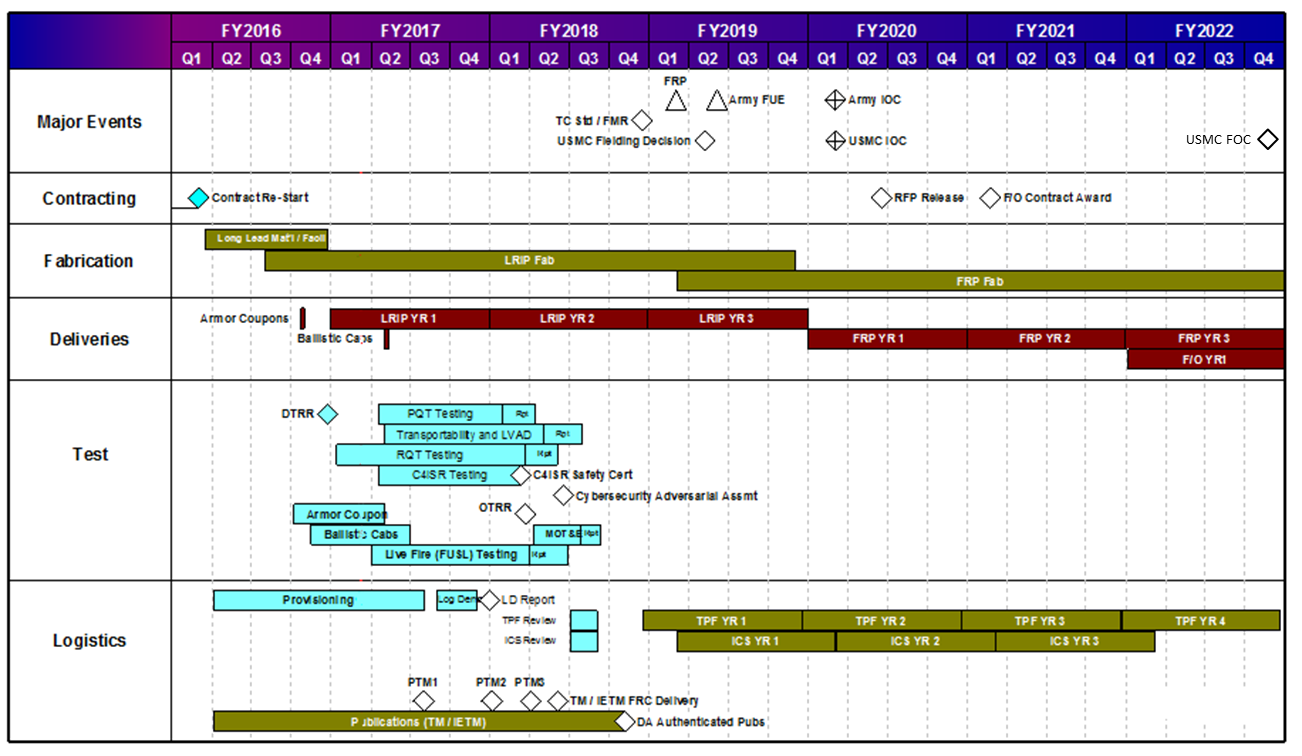 FY2016 FY2017 FY2018 FY2019 FY2020 FY2021 FY2022
Q1 Q2 Q3 Q4 Q1 Q2 Q3 Q4 Q1 Q2 Q3 Q4 Q1 Q2 Q3 Q4 Q1 Q2 Q3 Q4 Q1 Q2 Q3 Q4 Q1 Q2 Q3 Q4
Major Events
FRP
Army FUE
Army IOC
TC Std / FMR
USMC Fielding Decision
USMC IOC
USMC FOC
Contracting
Contract Re-Start
RFP Release
F/O Contract Award
Fabrication
Long Lead Mat'l / Facil
LRIP Fab
FRP Fab
Deliveries
Armor Coupons
LRIP YR 1
LRIP YR 2
LRIP YR 3
Ballistic Caps
FRP YR 1
FRP YR 2
FRP YR 3
F/O YR1
Test
DTRR
PQT Testing
Rpt
Transportability and LVAD
Rpt
RQT Testing
Rpt
C4ISR Testing
C4ISR Safety Cert
Cybersecurity Adversarial Assmt
Armor Coupon
OTRR
Ballistic Cabs
MOT&E
Rpt
Live Fire (FUSL) Testing
Rpt
Logistics
Provisioning
Log Dem
LD Report
TPF Review
TPF YR 1
TPF YR 2
TPF YR 3
TPF YR 4
ICS Review
ICS YR 1
ICS YR 2
ICS YR 3
PTM1
PTM2
PTM3
TM / IETM FRC Delivery
Publications (TM / IETM)
DA Authenticated Pubs